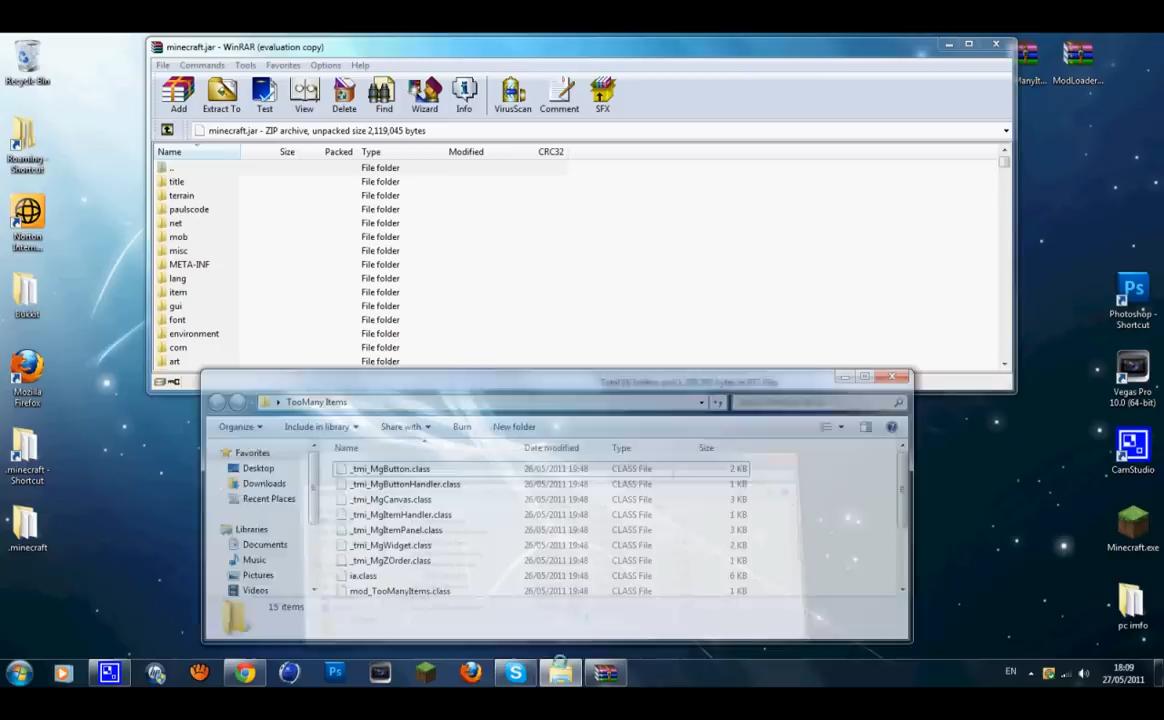 minecraft.jar - WinRAR (evaluation copy)
File Commands Tools Favorites Options Help
Add Extract To Test View Delete Find Wizard Info VirusScan Comment SFX
minecraft.jar - ZIP archive, unpacked size 2,119,045 bytes
Name Size Packed Type Modified CRC32
.. File folder
title File folder
terrain File folder
paulscode File folder
net File folder
mob File folder
misc File folder
META-INF File folder
lang File folder
item File folder
gui File folder
font File folder
environment File folder
com File folder
art File folder
TooMany Items
Organize Include in library Share with Burn New folder
Name Date modified Type Size
_tmi_MgButton.class 26/05/2011 19:48 CLASS File 2 KB
_tmi_MgButtonHandler.class 26/05/2011 19:48 CLASS File 1 KB
_tmi_MgCanvas.class 26/05/2011 19:48 CLASS File 3 KB
_tmi_MgItemHandler.class 26/05/2011 19:48 CLASS File 1 KB
_tmi_MgItemPanel.class 26/05/2011 19:48 CLASS File 3 KB
_tmi_MgWidget.class 26/05/2011 19:48 CLASS File 2 KB
_tmi_MgZOrder.class 26/05/2011 19:48 CLASS File 1 KB
ia.class 26/05/2011 19:48 CLASS File 6 KB
mod_TooManyItems.class 26/05/2011 19:48 CLASS File 1 KB
Favorites
Desktop
Downloads
Recent Places
Libraries
Documents
Music
Pictures
Videos
15 items
Recycle Bin
Roaming -
Shortcut
Norton
Intern...
Bukkit
Mozilla
Firefox
.minecraft -
Shortcut
.minecraft
ManyIt...
ModLoader...
Ps
Photoshop -
Shortcut
Vegas Pro
10.0 (64-bit)
CamStudio
Minecraft.exe
pc imfo
Ps
EN
18:09
27/05/2011